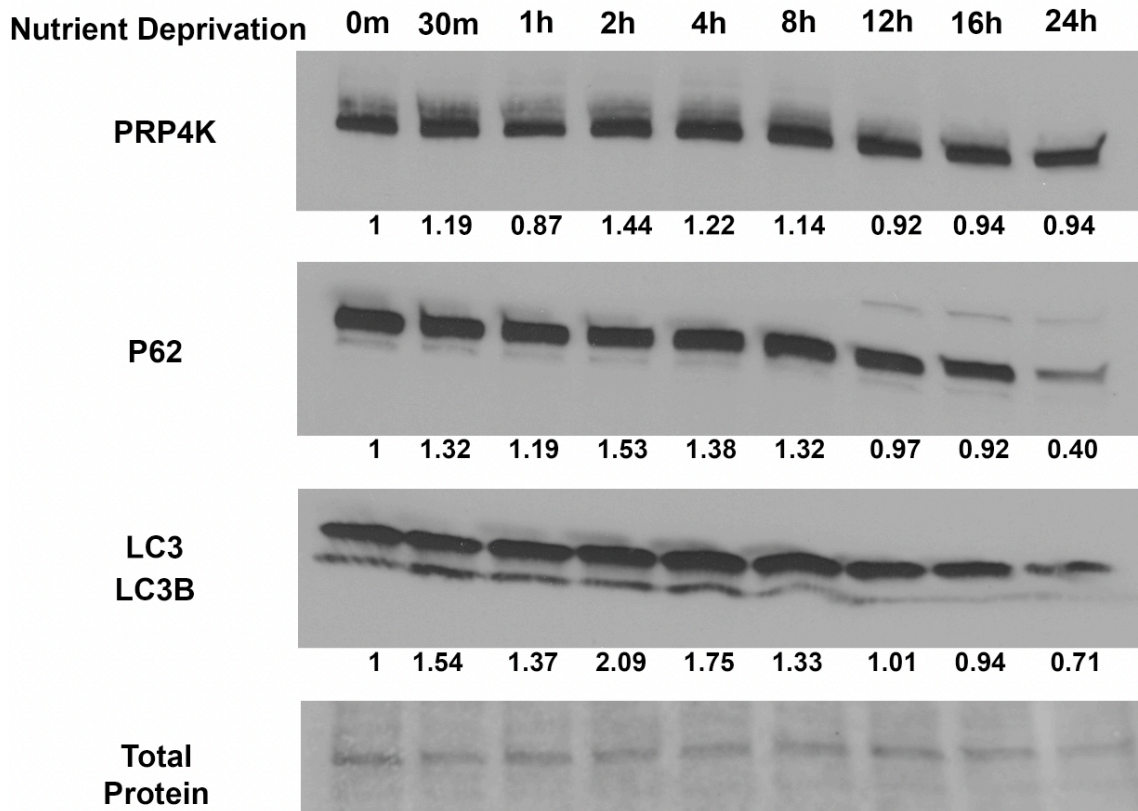 Nutrient Deprivation 0m 30m 1h 2h 4h 8h 12h 16h 24h
PRP4K
1 1.19 0.87 1.44 1.22 1.14 0.92 0.94 0.94
P62
1 1.32 1.19 1.53 1.38 1.32 0.97 0.92 0.40
LC3
LC3B
1 1.54 1.37 2.09 1.75 1.33 1.01 0.94 0.71
Total
Protein